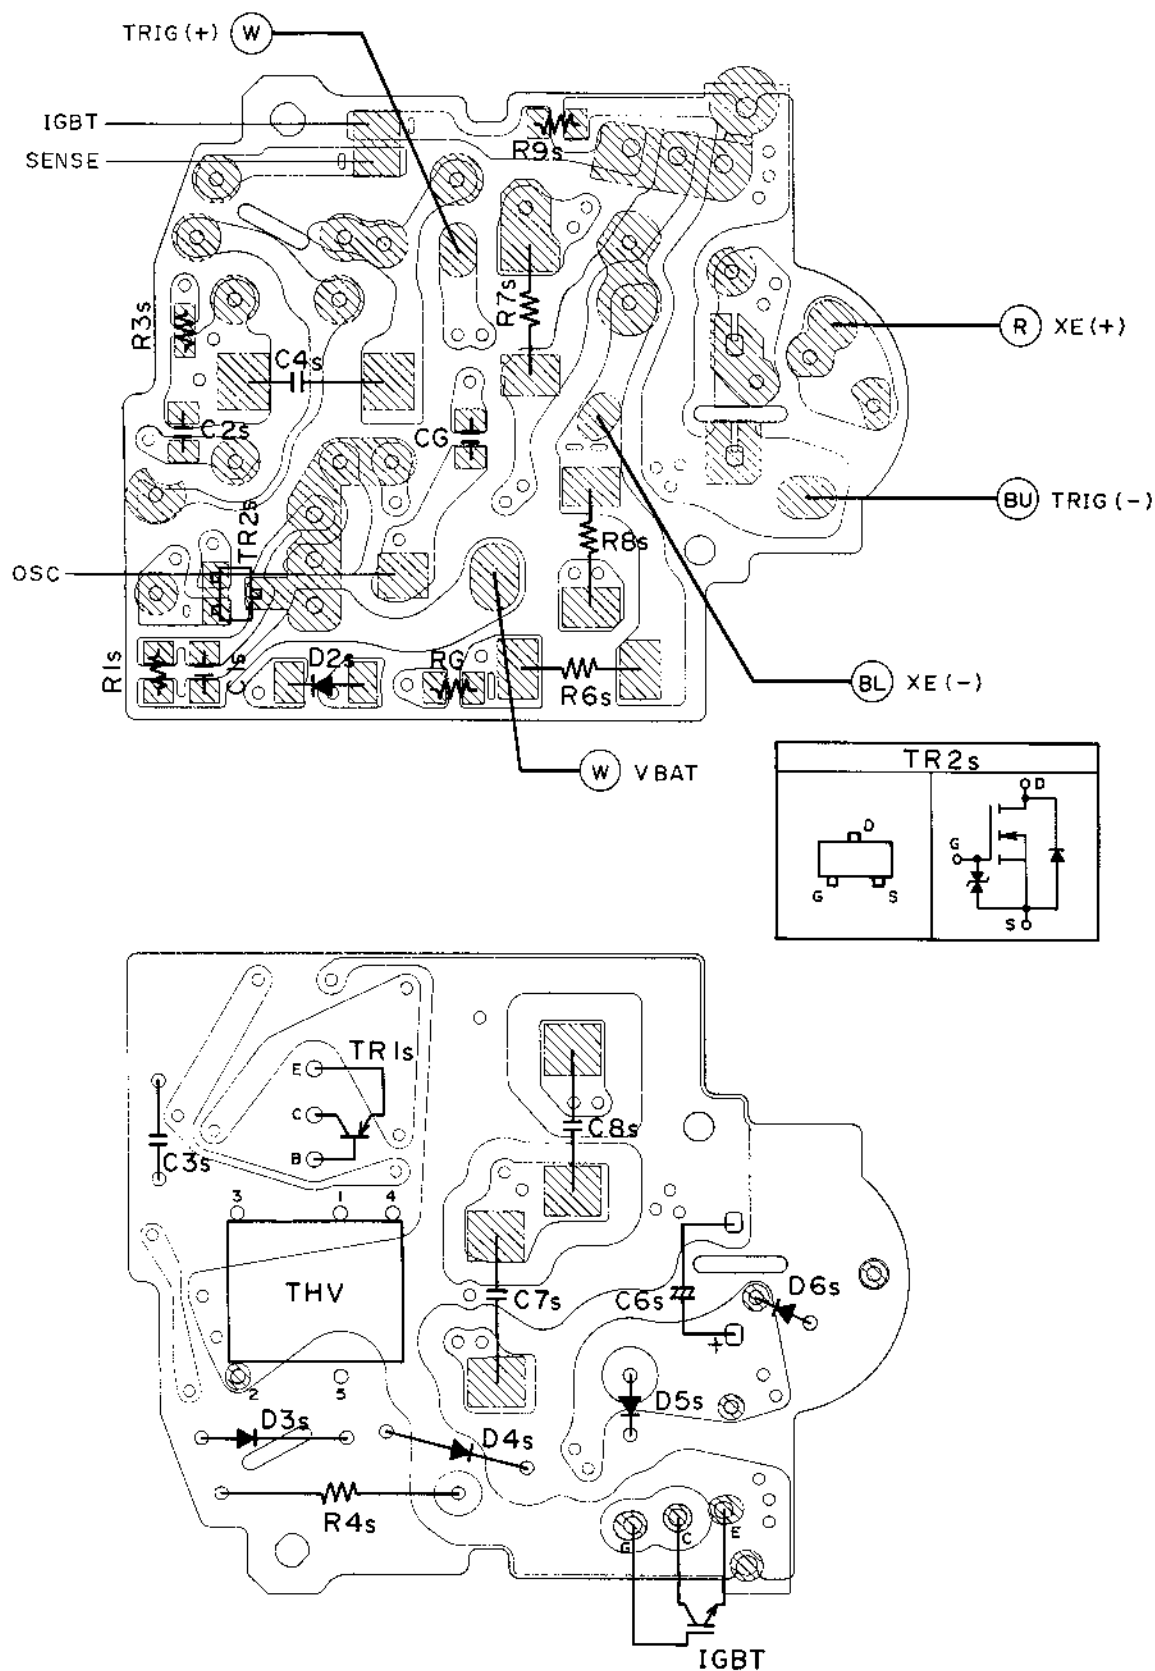 TRIG(+) W
IGBT
R9s
SENSE
R7s
R3s
R XE(+)
C4s
C2s
CG
TR2s
BU TRIG(-)
R8s
OSC
R1s
C1s
D2s
RG
R6s
BL XE(-)
W VBAT
TR2s
D
G
S
D
G
S
TR1s
E
C
B
C3s
C8s
3 1 4
THV
C7s
C6s
+
D6s
2 5
D5s
D3s
D4s
R4s
G C E
IGBT